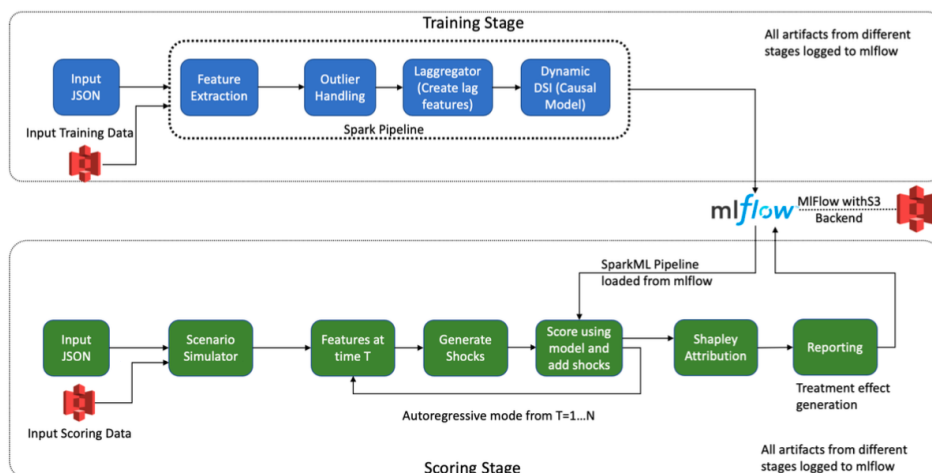 Training Stage
All artifacts from different
stages logged to mlflow
Input
JSON
Feature
Extraction
Outlier
Handling
Laggregator
(Create lag
features)
Dynamic
DSI (Causal
Model)
Input Training Data
Spark Pipeline
mlflow
MlFlow withS3
Backend
SparkML Pipeline
loaded from mlflow
Input
JSON
Scenario
Simulator
Features at
time T
Generate
Shocks
Score using
model and
add shocks
Shapley
Attribution
Reporting
Treatment effect
generation
Autoregressive mode from T=1...N
Input Scoring Data
All artifacts from different
stages logged to mlflow
Scoring Stage